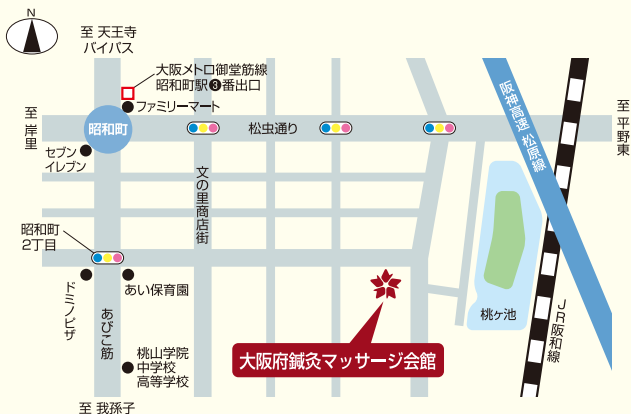 N
至 天王寺
バイパス
大阪メトロ御堂筋線
昭和町駅❸番出口
ファミリーマート
至 岸里
昭和町
松虫通り
至 平野東
阪神高速 松原線
セブン
イレブン
文の里商店街
昭和町
2丁目
ドミノピザ
あい保育園
あびこ筋
桃ヶ池
JR阪和線
大阪府鍼灸マッサージ会館
桃山学院
中学校
高等学校
至 我孫子